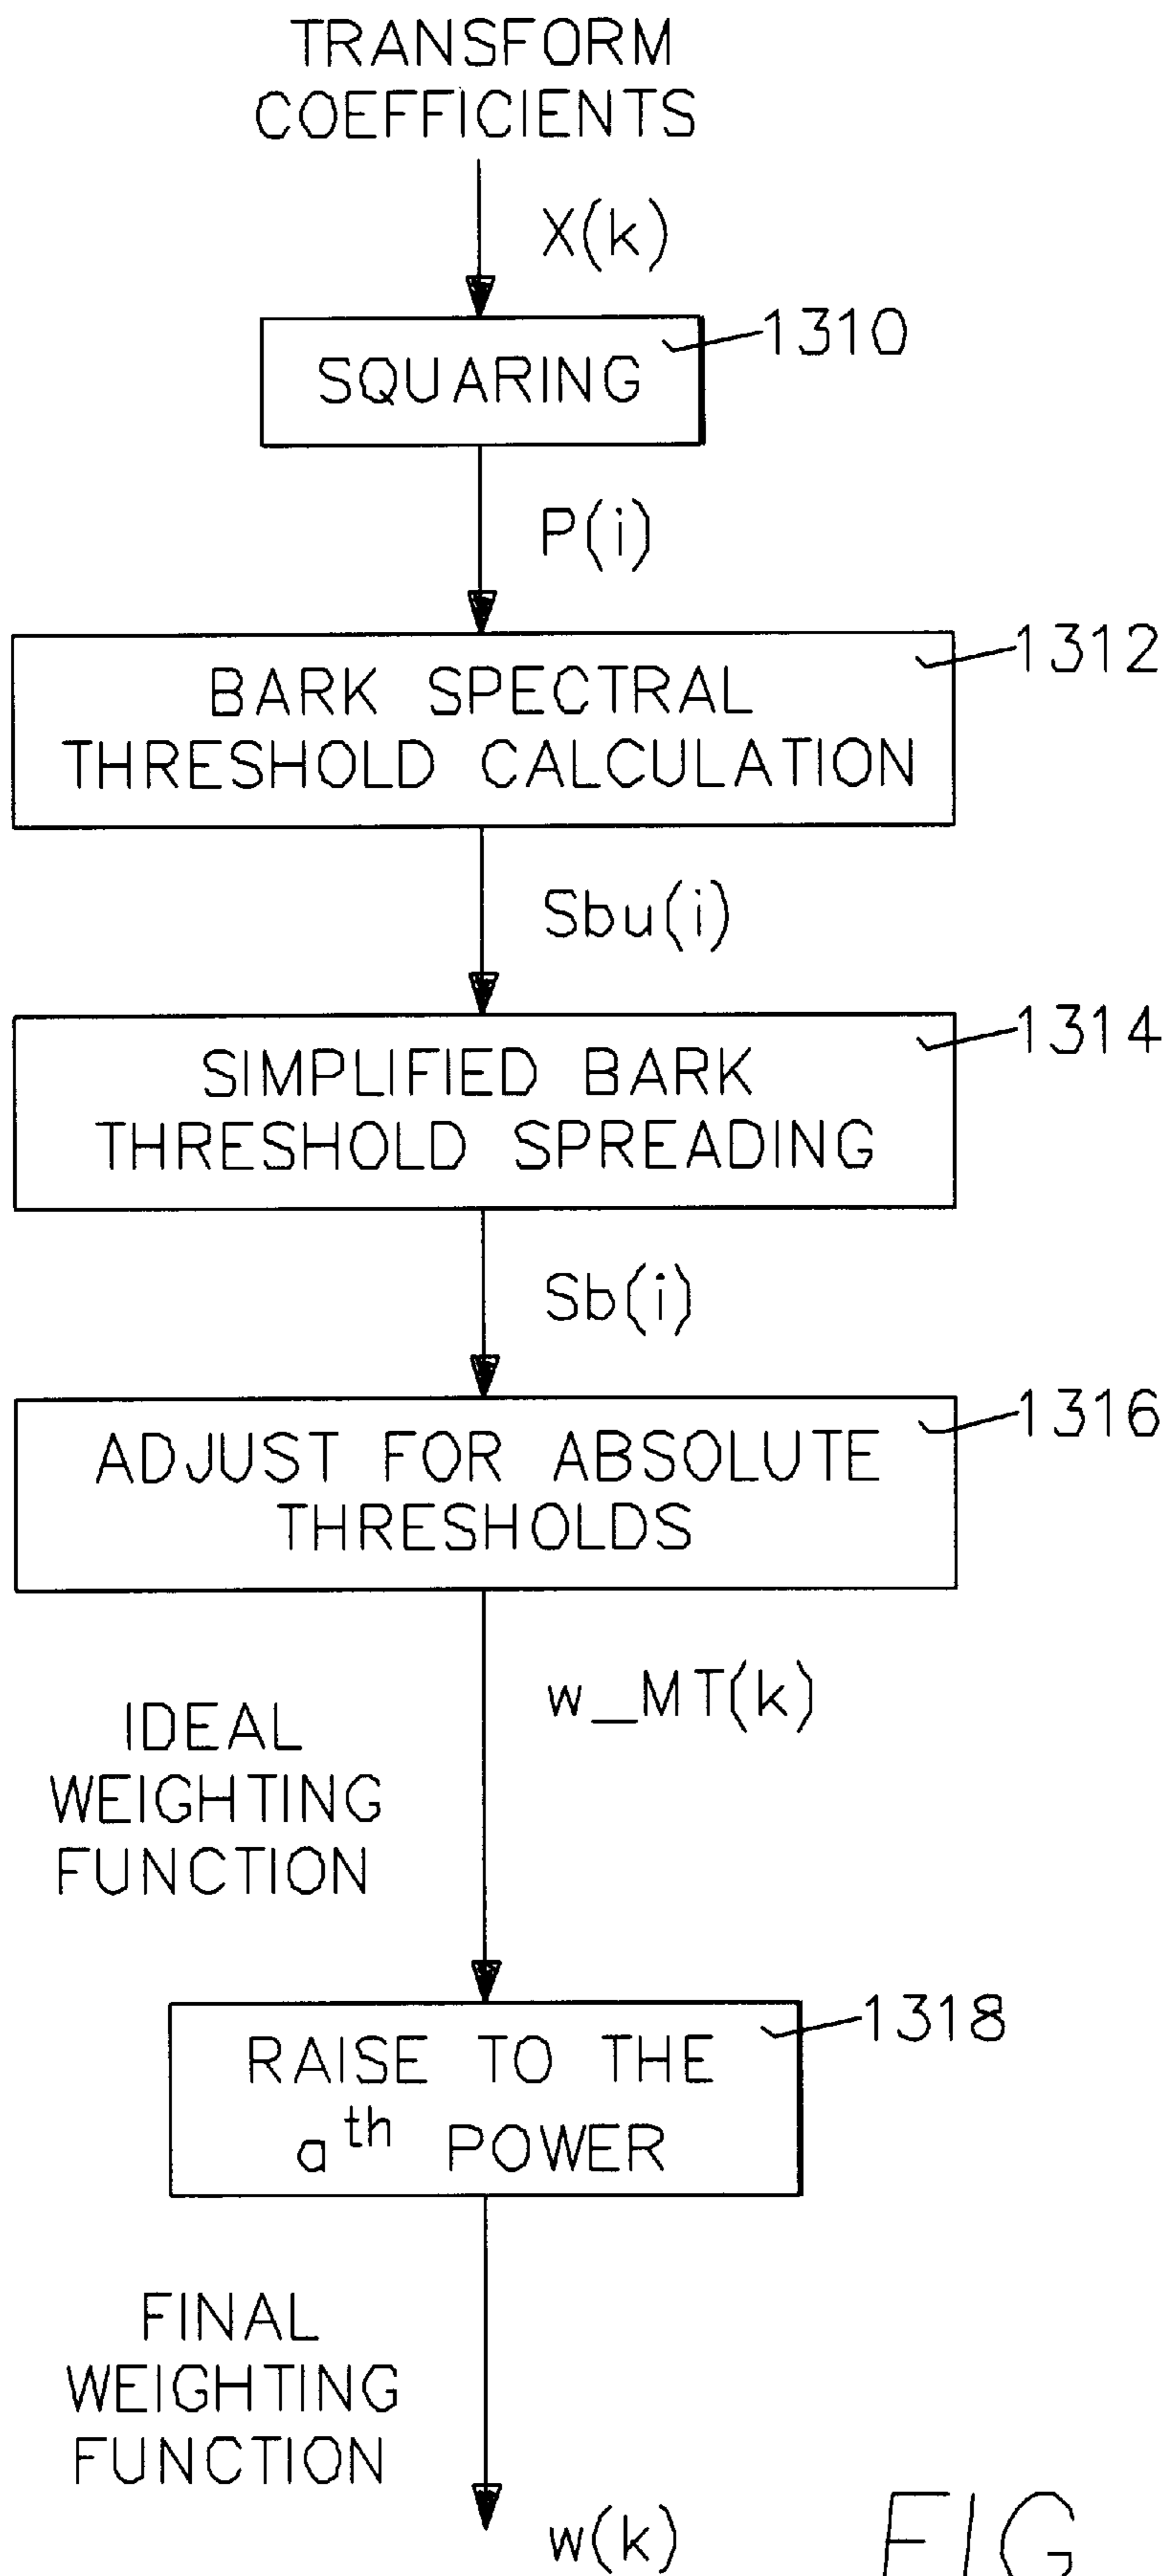 TRANSFORM
COEFFICIENTS
X(k)
SQUARING
1310
P(i)
1312
BARK SPECTRAL
THRESHOLD CALCULATION
Sbu(i)
1314
SIMPLIFIED BARK
THRESHOLD SPREADING
Sb(i)
1316
ADJUST FOR ABSOLUTE
THRESHOLDS
w_MT(k)
IDEAL
WEIGHTING
FUNCTION
1318
RAISE TO THE
a^th POWER
FINAL
WEIGHTING
FUNCTION
w(k)
FIG